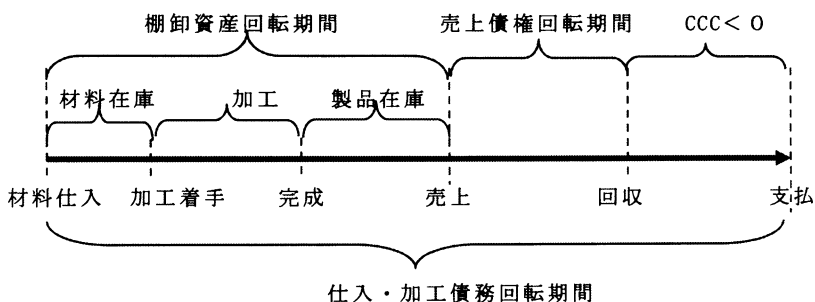 棚卸資産回転期間 売上債権回転期間 CCC<0
材料在庫 加工 製品在庫
材料仕入 加工着手 完成 売上 回収 支払
仕入・加工債務回転期間